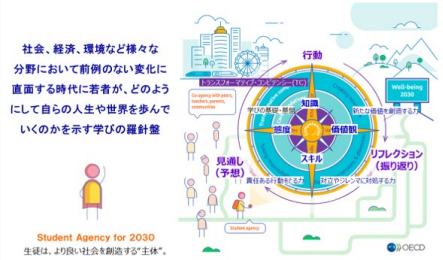 社会、経済、環境など様々な
分野において前例のない変化に
直面する時代に若者が、どのよう
にして自らの人生や世界を歩んで
いくのかを示す学びの羅針盤
Student Agency for 2030
生徒は、より良い社会を創造する"主体"。
行動
トランスフォーマティブ・コンピテンシー(TC)
Co-agency with peers,
teachers, parents,
communities
Well-being
2030
知識
学びの基礎・基盤
新たな価値を創造する力
態度
価値観
スキル
見通し
(予想)
リフレクション
(振り返り)
責任ある行動をとる力
対立やジレンマに対処する力
Student agency
OECD